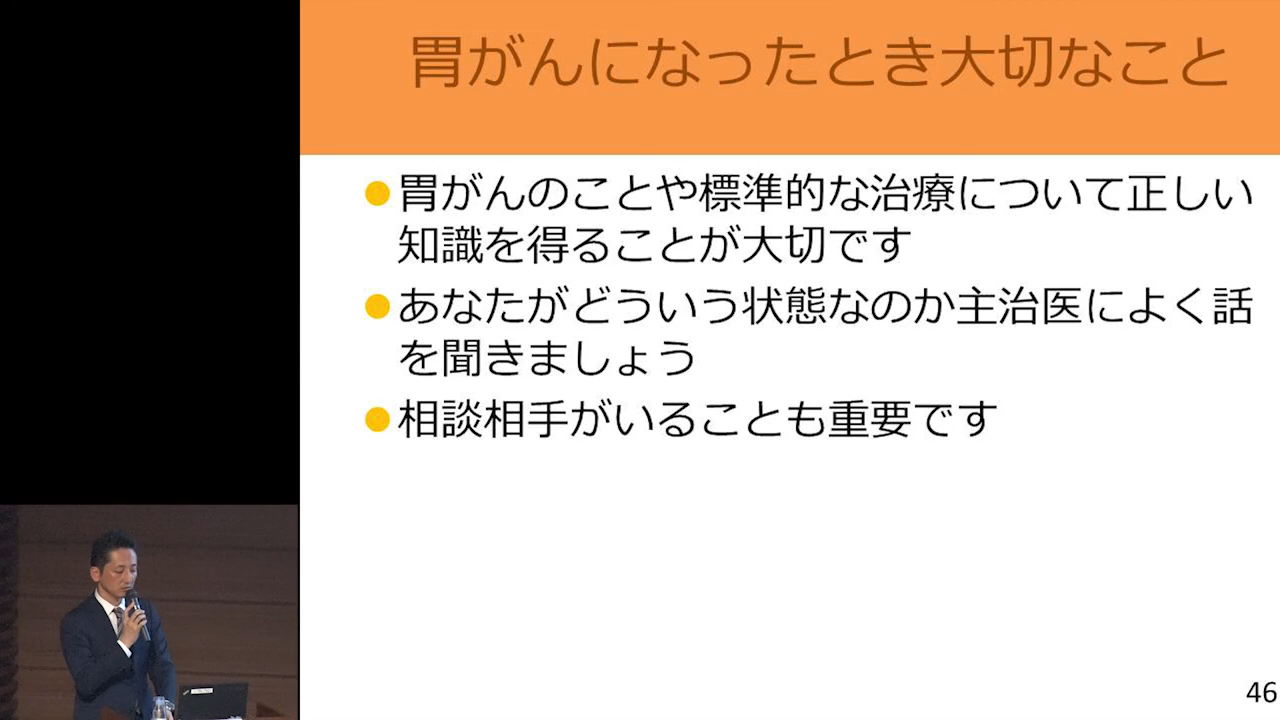 胃がんになったとき大切なこと
●胃がんのことや標準的な治療について正しい
知識を得ることが大切です
●あなたがどういう状態なのか主治医によく話
を聞きましょう
●相談相手がいることも重要です
46